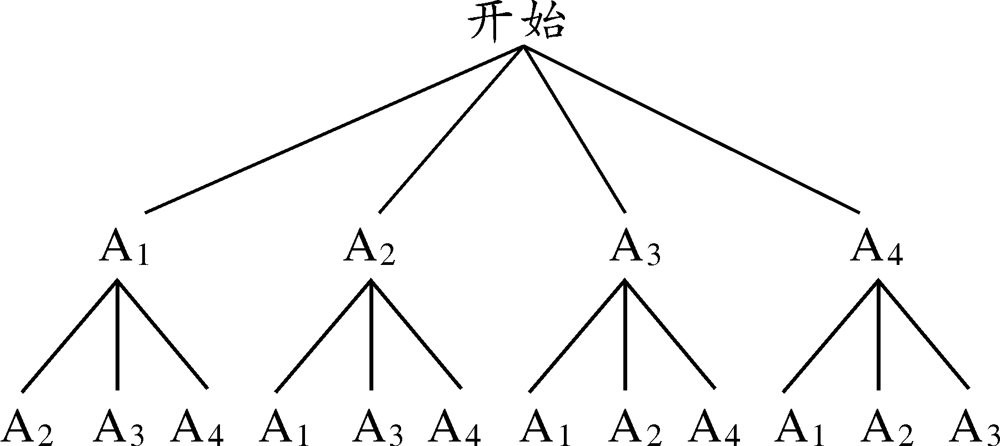 开始
A₁ A₂ A₃ A₄
A₂ A₃ A₄ A₁ A₃ A₄ A₁ A₂ A₄ A₁ A₂ A₃